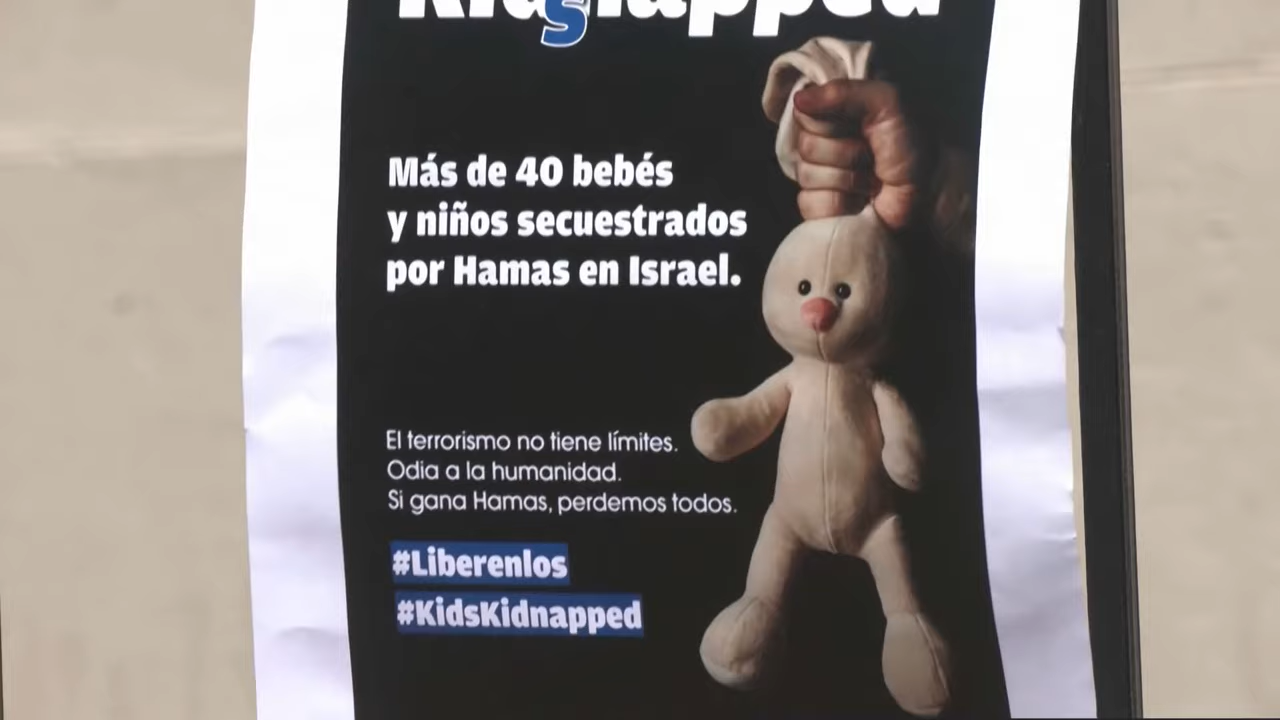 Kidsnapped
Más de 40 bebés
y niños secuestrados
por Hamas en Israel.
El terrorismo no tiene límites.
Odia a la humanidad.
Si gana Hamas, perdemos todos.
#Liberenlos
#KidsKidnapped